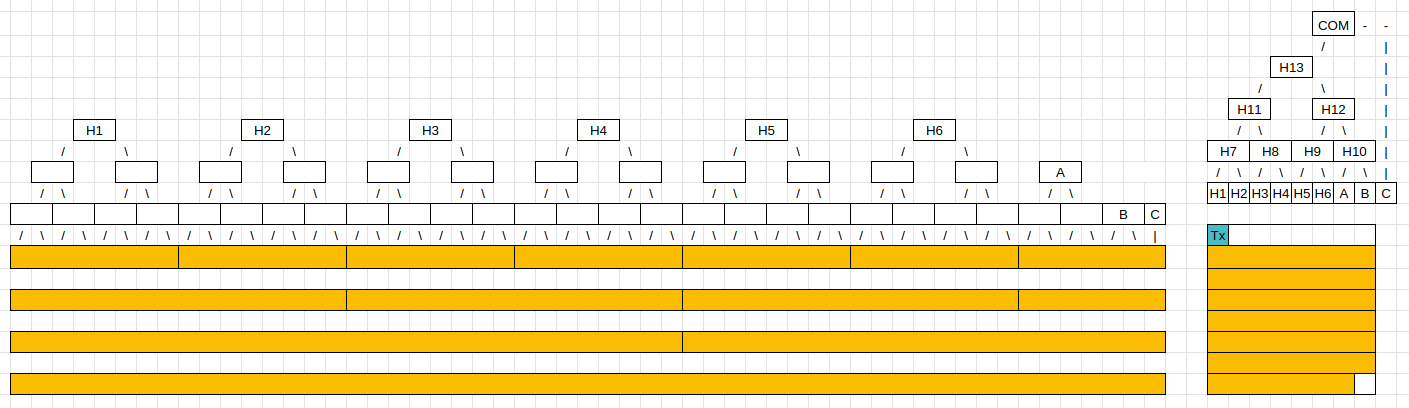 COM - -
/ |
H13 |
/ \ |
H11 H12 |
H1 H2 H3 H4 H5 H6 / \ / \ |
/ \ / \ / \ / \ / \ / \ H7 H8 H9 H10 |
A / \ / \ / \ / \ |
/ \ / \ / \ / \ / \ / \ / \ / \ / \ / \ / \ / \ / \ H1 H2 H3 H4 H5 H6 A B C
B C
/ \ / \ / \ / \ / \ / \ / \ / \ / \ / \ / \ / \ / \ / \ / \ / \ / \ / \ / \ / \ / \ / \ / \ / \ / \ / \ / \ | Tx